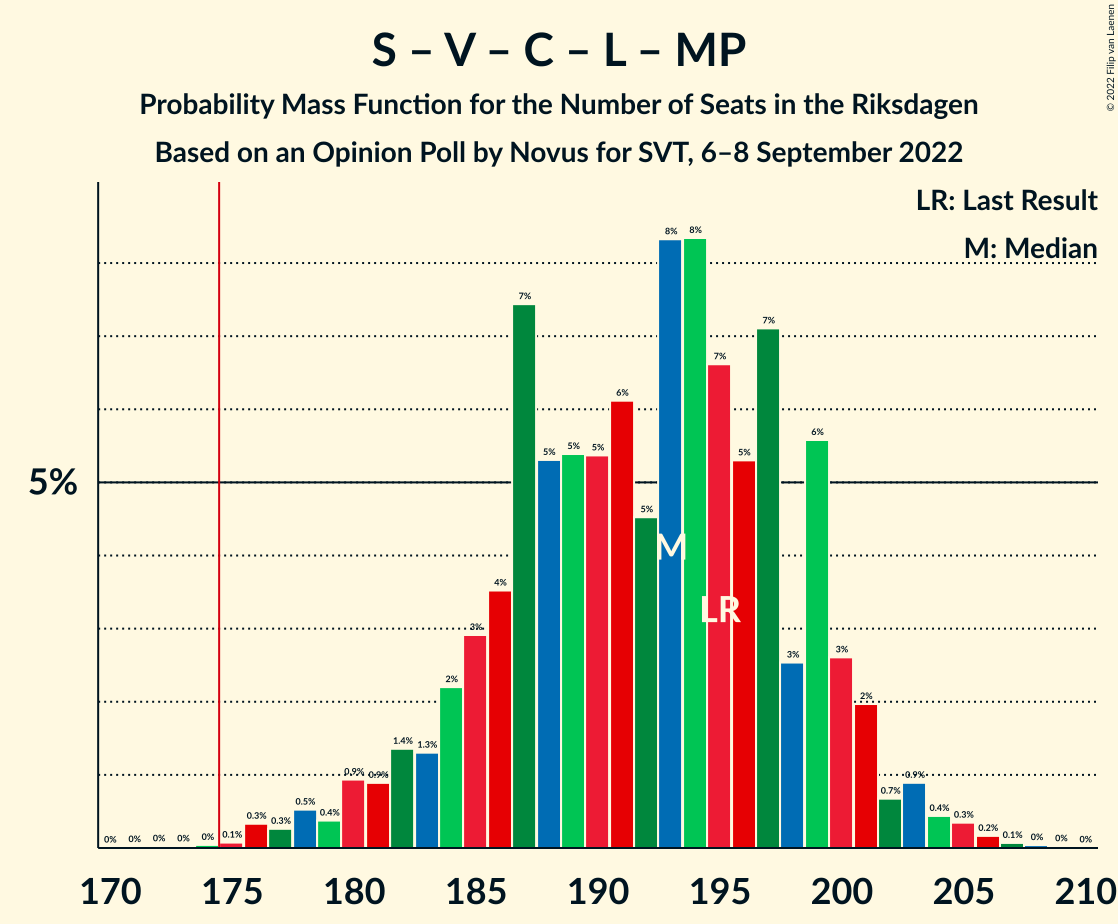 S – V – C – L – MP
Probability Mass Function for the Number of Seats in the Riksdagen
Based on an Opinion Poll by Novus for SVT, 6–8 September 2022
© 2022 Filip van Laenen
LR: Last Result
M: Median
5%
0% 0% 0% 0% 0% 0.1% 0.3% 0.3% 0.5% 0.4% 0.9% 0.9% 1.4% 1.3% 2% 3% 4% 7% 5% 5% 5% 6% 5% 8% 8% 7% 5% 7% 3% 6% 3% 2% 0.7% 0.9% 0.4% 0.3% 0.2% 0.1% 0% 0% 0%
M
LR
170 175 180 185 190 195 200 205 210